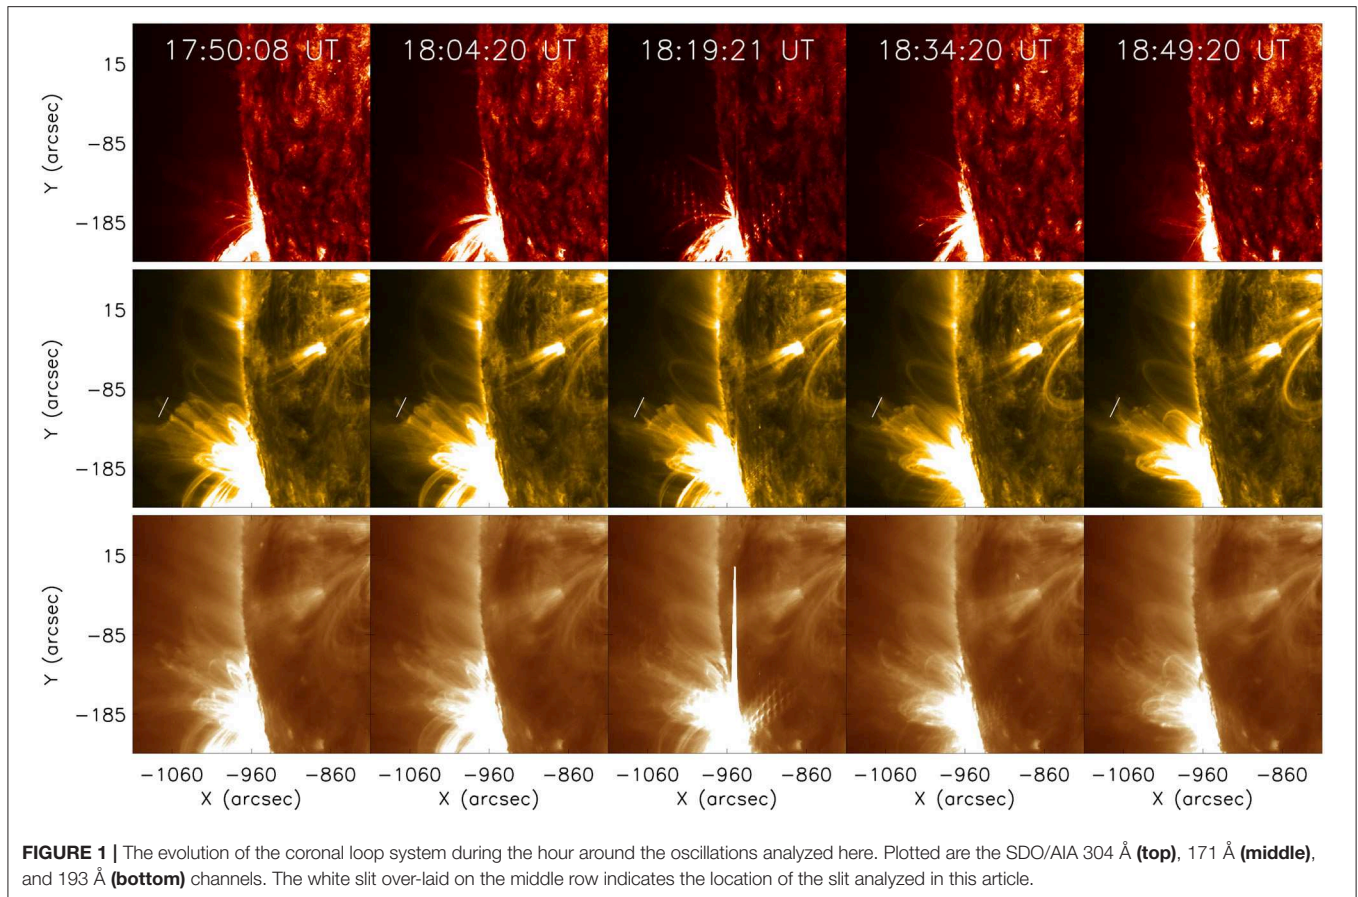 17:50:08 UT 18:04:20 UT 18:19:21 UT 18:34:20 UT 18:49:20 UT
15
-85
-185
Y (arcsec)
15
-85
-185
Y (arcsec)
15
-85
-185
Y (arcsec)
-1060 -960 -860 -1060 -960 -860 -1060 -960 -860 -1060 -960 -860 -1060 -960 -860
X (arcsec) X (arcsec) X (arcsec) X (arcsec) X (arcsec)
FIGURE 1 | The evolution of the coronal loop system during the hour around the oscillations analyzed here. Plotted are the SDO/AIA 304 Å (top), 171 Å (middle),
and 193 Å (bottom) channels. The white slit over-laid on the middle row indicates the location of the slit analyzed in this article.